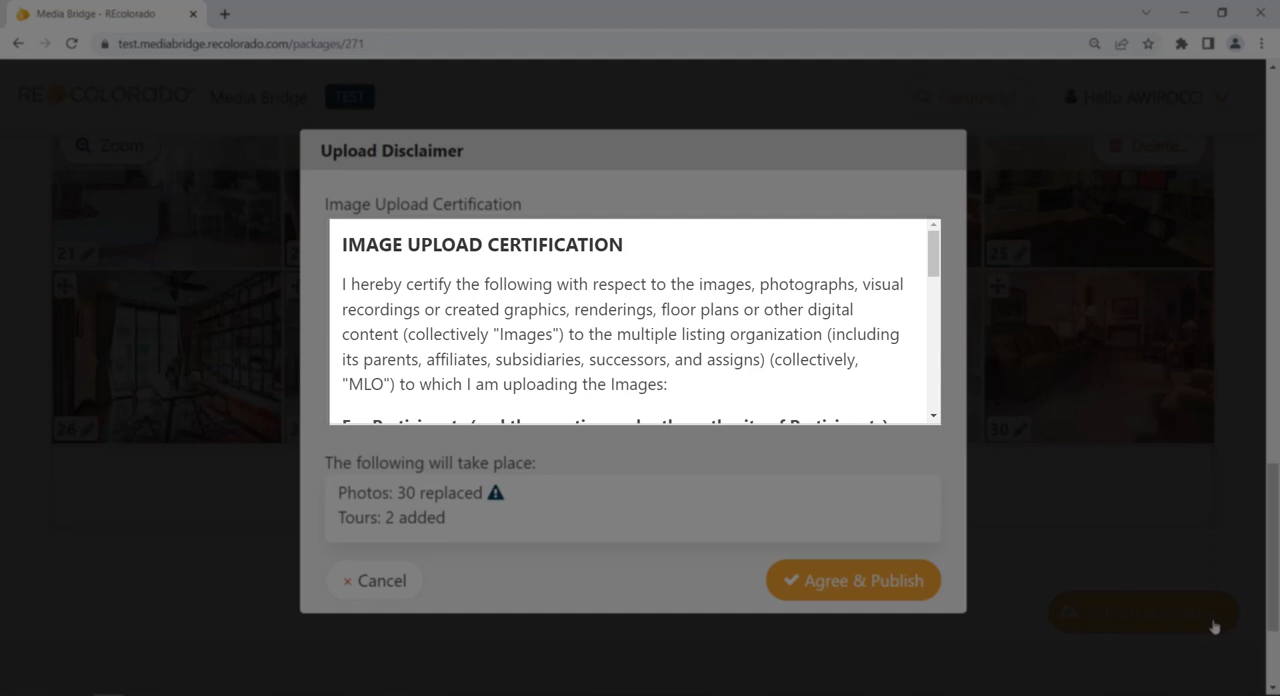 Media Bridge - REcolorado
test.mediabridge.recolorado.com/packages/271
RECOLORADO Media Bridge TEST
Hello AWIROCCI
Zoom
Delete...
Upload Disclaimer
Image Upload Certification
IMAGE UPLOAD CERTIFICATION
I hereby certify the following with respect to the images, photographs, visual
recordings or created graphics, renderings, floor plans or other digital
content (collectively "Images") to the multiple listing organization (including
its parents, affiliates, subsidiaries, successors, and assigns) (collectively,
"MLO") to which I am uploading the Images:
21
25
26
30
The following will take place:
Photos: 30 replaced
Tours: 2 added
Cancel
Agree & Publish